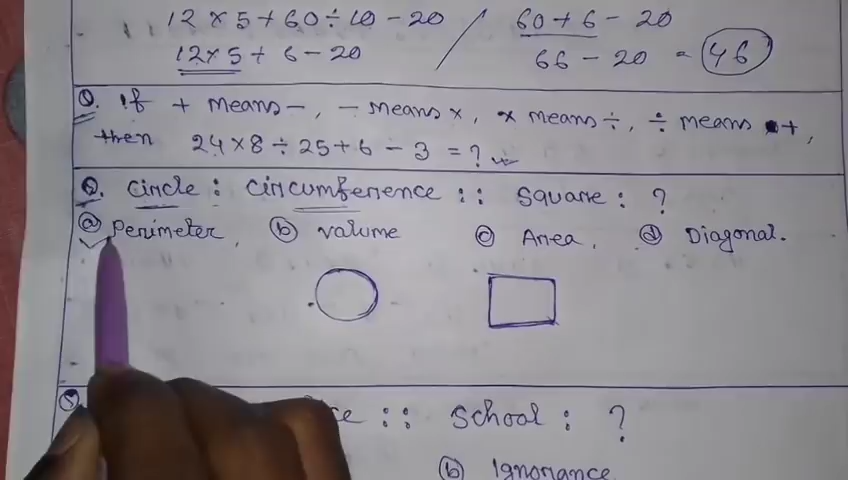 12 × 5 + 60 ÷ 10 - 20 / 60 + 6 - 20
12 × 5 + 6 - 20 66 - 20 = 46
Q. If + means -, - means ×, × means ÷, ÷ means +,
then 24 × 8 ÷ 25 + 6 - 3 = ?
Q. Circle : Circumference :: Square : ?
(a) Perimeter, (b) Valume (c) Area, (d) Diagonal.
:: School : ?
(b) Ignorance